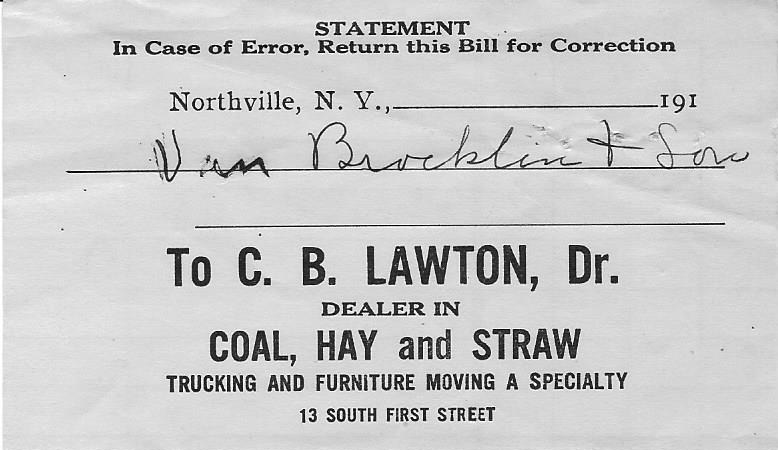 STATEMENT
In Case of Error, Return this Bill for Correction
Northville, N. Y., 191
Van Brocklin & Son
To C. B. LAWTON, Dr.
DEALER IN
COAL, HAY and STRAW
TRUCKING AND FURNITURE MOVING A SPECIALTY
13 SOUTH FIRST STREET